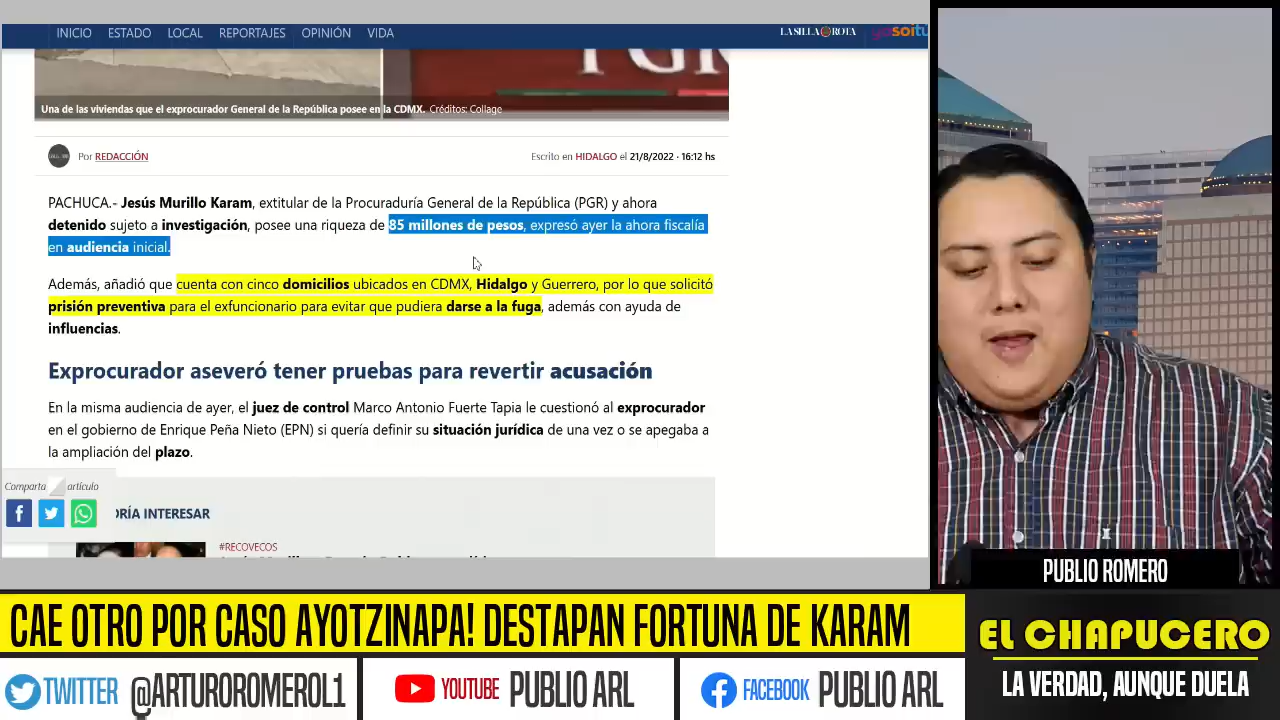 INICIO ESTADO LOCAL REPORTAJES OPINIÓN VIDA
LA SILLA ROTA
Una de las viviendas que el exprocurador General de la República posee en la CDMX. Créditos: Collage
Por REDACCIÓN
Escrito en HIDALGO el 21/8/2022 · 16:12 hs
PACHUCA.- Jesús Murillo Karam, extitular de la Procuraduría General de la República (PGR) y ahora
detenido sujeto a investigación, posee una riqueza de 85 millones de pesos, expresó ayer la ahora fiscalía
en audiencia inicial.
Además, añadió que cuenta con cinco domicilios ubicados en CDMX, Hidalgo y Guerrero, por lo que solicitó
prisión preventiva para el exfuncionario para evitar que pudiera darse a la fuga, además con ayuda de
influencias.
Exprocurador aseveró tener pruebas para revertir acusación
En la misma audiencia de ayer, el juez de control Marco Antonio Fuerte Tapia le cuestionó al exprocurador
en el gobierno de Enrique Peña Nieto (EPN) si quería definir su situación jurídica de una vez o se apegaba a
la ampliación del plazo.
Comparta artículo
ORÍA INTERESAR
#RECOVECOS
PUBLIO ROMERO
CAE OTRO POR CASO AYOTZINAPA! DESTAPAN FORTUNA DE KARAM
EL CHAPUCERO
LA VERDAD, AUNQUE DUELA
TWITTER @ARTUROROMEROL1
YOUTUBE PUBLIO ARL
FACEBOOK PUBLIO ARL